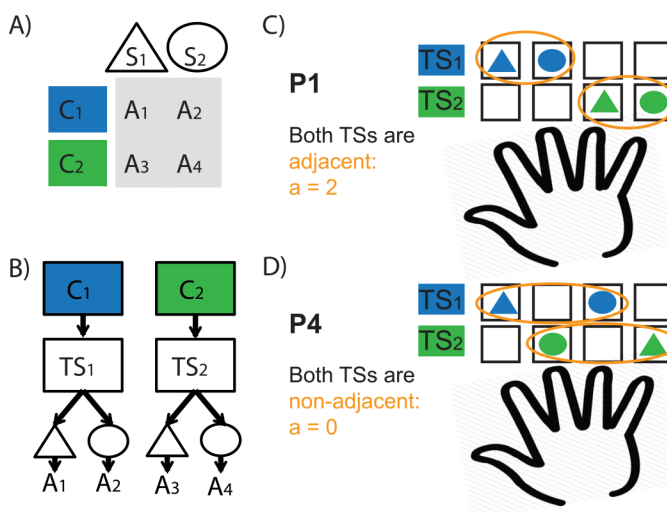 A)
S1 S2
C1 A1 A2
C2 A3 A4
B)
C1 C2
TS1 TS2
A1 A2 A3 A4
C)
P1
TS1
TS2
Both TSs are
adjacent:
a = 2
D)
P4
TS1
TS2
Both TSs are
non-adjacent:
a = 0